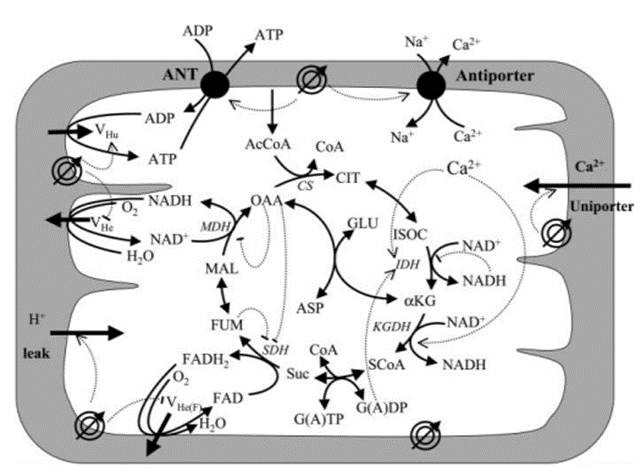 ADP
ATP
Na⁺
Ca²⁺
ANT
Antiporter
ADP
V_Hu
ATP
Na⁺
Ca²⁺
AcCoA
CoA
CS
CIT
Ca²⁺
Ca²⁺
Uniporter
O₂
NADH
OAA
V_He
MDH
NAD⁺
H₂O
GLU
ISOC
NAD⁺
IDH
NADH
MAL
ASP
αKG
H⁺
leak
FUM
KGDH
NAD⁺
SDH
FADH₂
CoA
SCoA
NADH
O₂
Suc
V_He(F)
FAD
H₂O
G(A)TP
G(A)DP